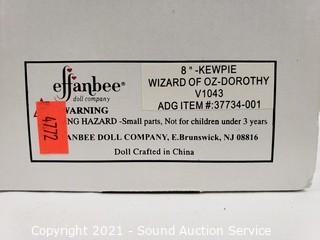 effanbee®
doll company
8 "-KEWPIE
WIZARD OF OZ-DOROTHY
V1043
ADG ITEM #:37734-001
WARNING
4772
ING HAZARD -Small parts, Not for children under 3 years
ANBEE DOLL COMPANY, E.Brunswick, NJ 08816
Doll Crafted in China
Copyright 2021 - Sound Auction Service